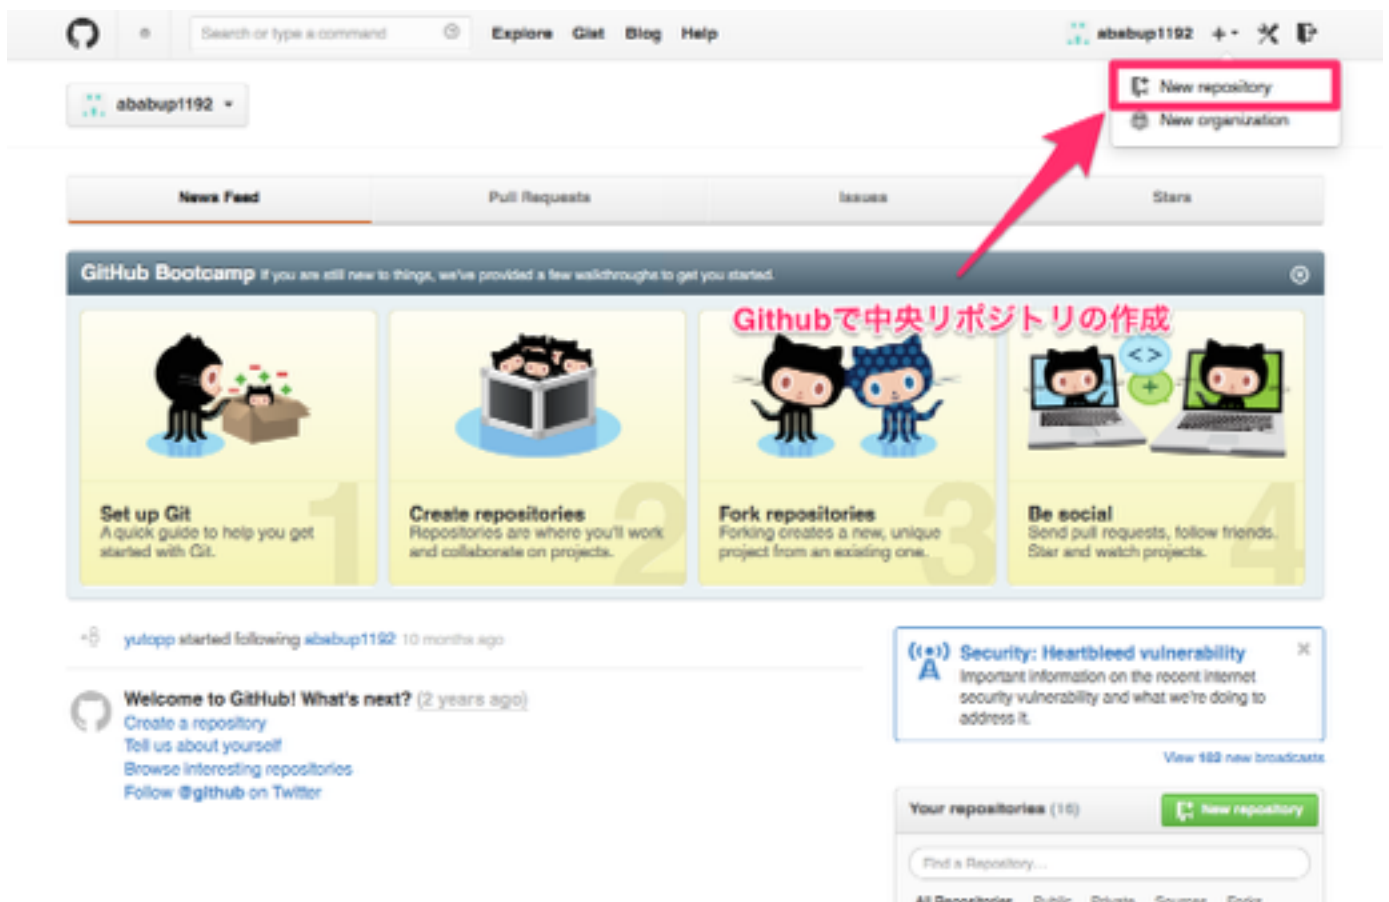 Search or type a command
Explore Gist Blog Help
ababup1192
New repository
New organization
ababup1192
News Feed
Pull Requests
Issues
Stars
GitHub Bootcamp If you are still new to things, we've provided a few walkthroughs to get you started.
Githubで中央リポジトリの作成
1
Set up Git
A quick guide to help you get
started with Git.
2
Create repositories
Repositories are where you'll work
and collaborate on projects.
3
Fork repositories
Forking creates a new, unique
project from an existing one.
4
Be social
Send pull requests, follow friends.
Star and watch projects.
yutopp started following ababup1192 10 months ago
Welcome to GitHub! What's next? (2 years ago)
Create a repository
Tell us about yourself
Browse interesting repositories
Follow @github on Twitter
Security: Heartbleed vulnerability
Important information on the recent internet
security vulnerability and what we're doing to
address it.
View 182 new broadcasts
Your repositories (16)
New repository
Find a Repository...
All Repositories Public Private Sources Forks